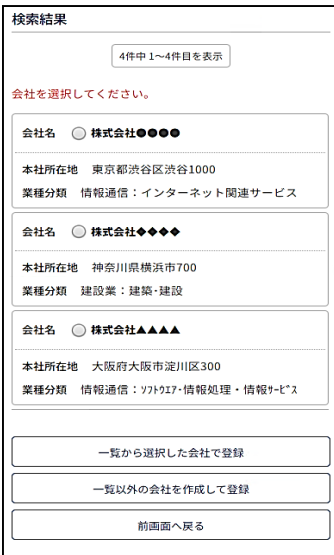 検索結果
4件中 1〜4件目を表示
会社を選択してください。
会社名 株式会社●●●●
本社所在地 東京都渋谷区渋谷1000
業種分類 情報通信：インターネット関連サービス
会社名 株式会社◆◆◆◆
本社所在地 神奈川県横浜市700
業種分類 建設業：建築・建設
会社名 株式会社▲▲▲▲
本社所在地 大阪府大阪市淀川区300
業種分類 情報通信：ｿﾌﾄｳｴｱ･情報処理・情報ｻｰﾋﾞｽ
一覧から選択した会社で登録
一覧以外の会社を作成して登録
前画面へ戻る